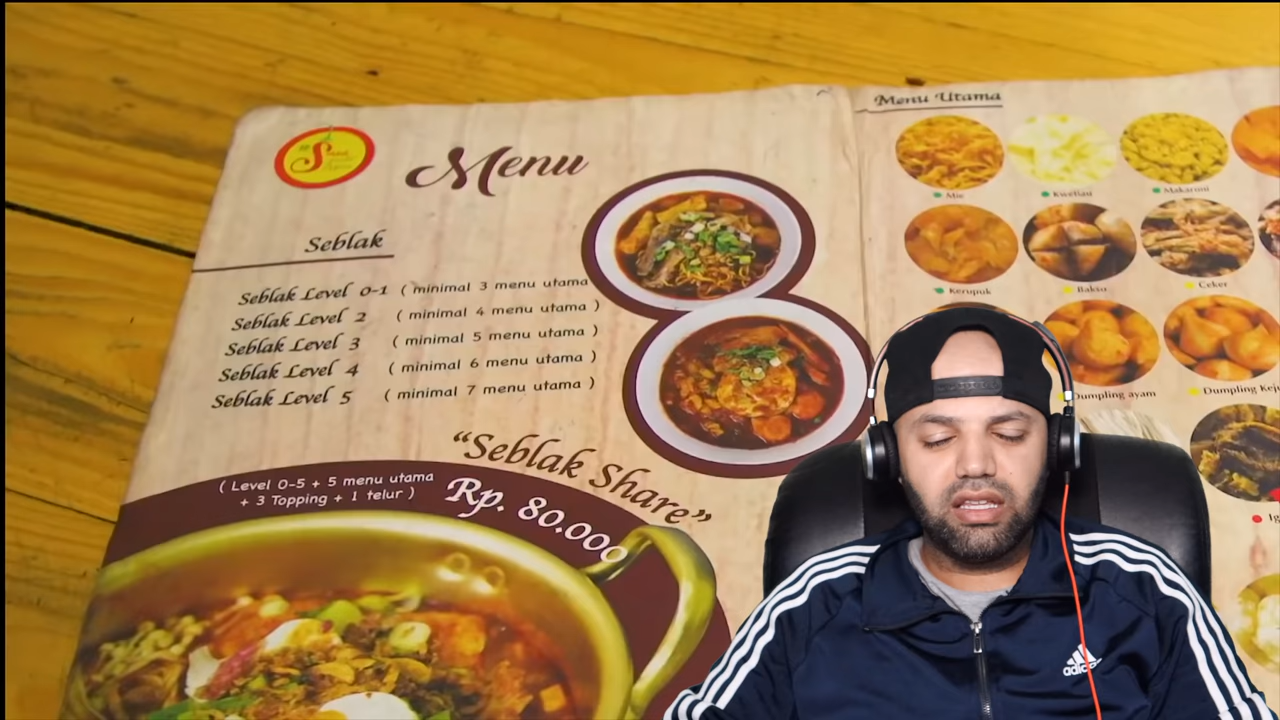 Menu
Seblak
Seblak Level 0-1 ( minimal 3 menu utama
Seblak Level 2 ( minimal 4 menu utama )
Seblak Level 3 ( minimal 5 menu utama )
Seblak Level 4 ( minimal 6 menu utama )
Seblak Level 5 ( minimal 7 menu utama )
"Seblak Share"
Rp. 80.000
( Level 0-5 + 5 menu utama
+ 3 Topping + 1 telur )
Menu Utama
Mie
Kwetiau
Makaroni
Kerupuk
Bakso
Ceker
Dumpling ayam
Dumpling Keju
adidas